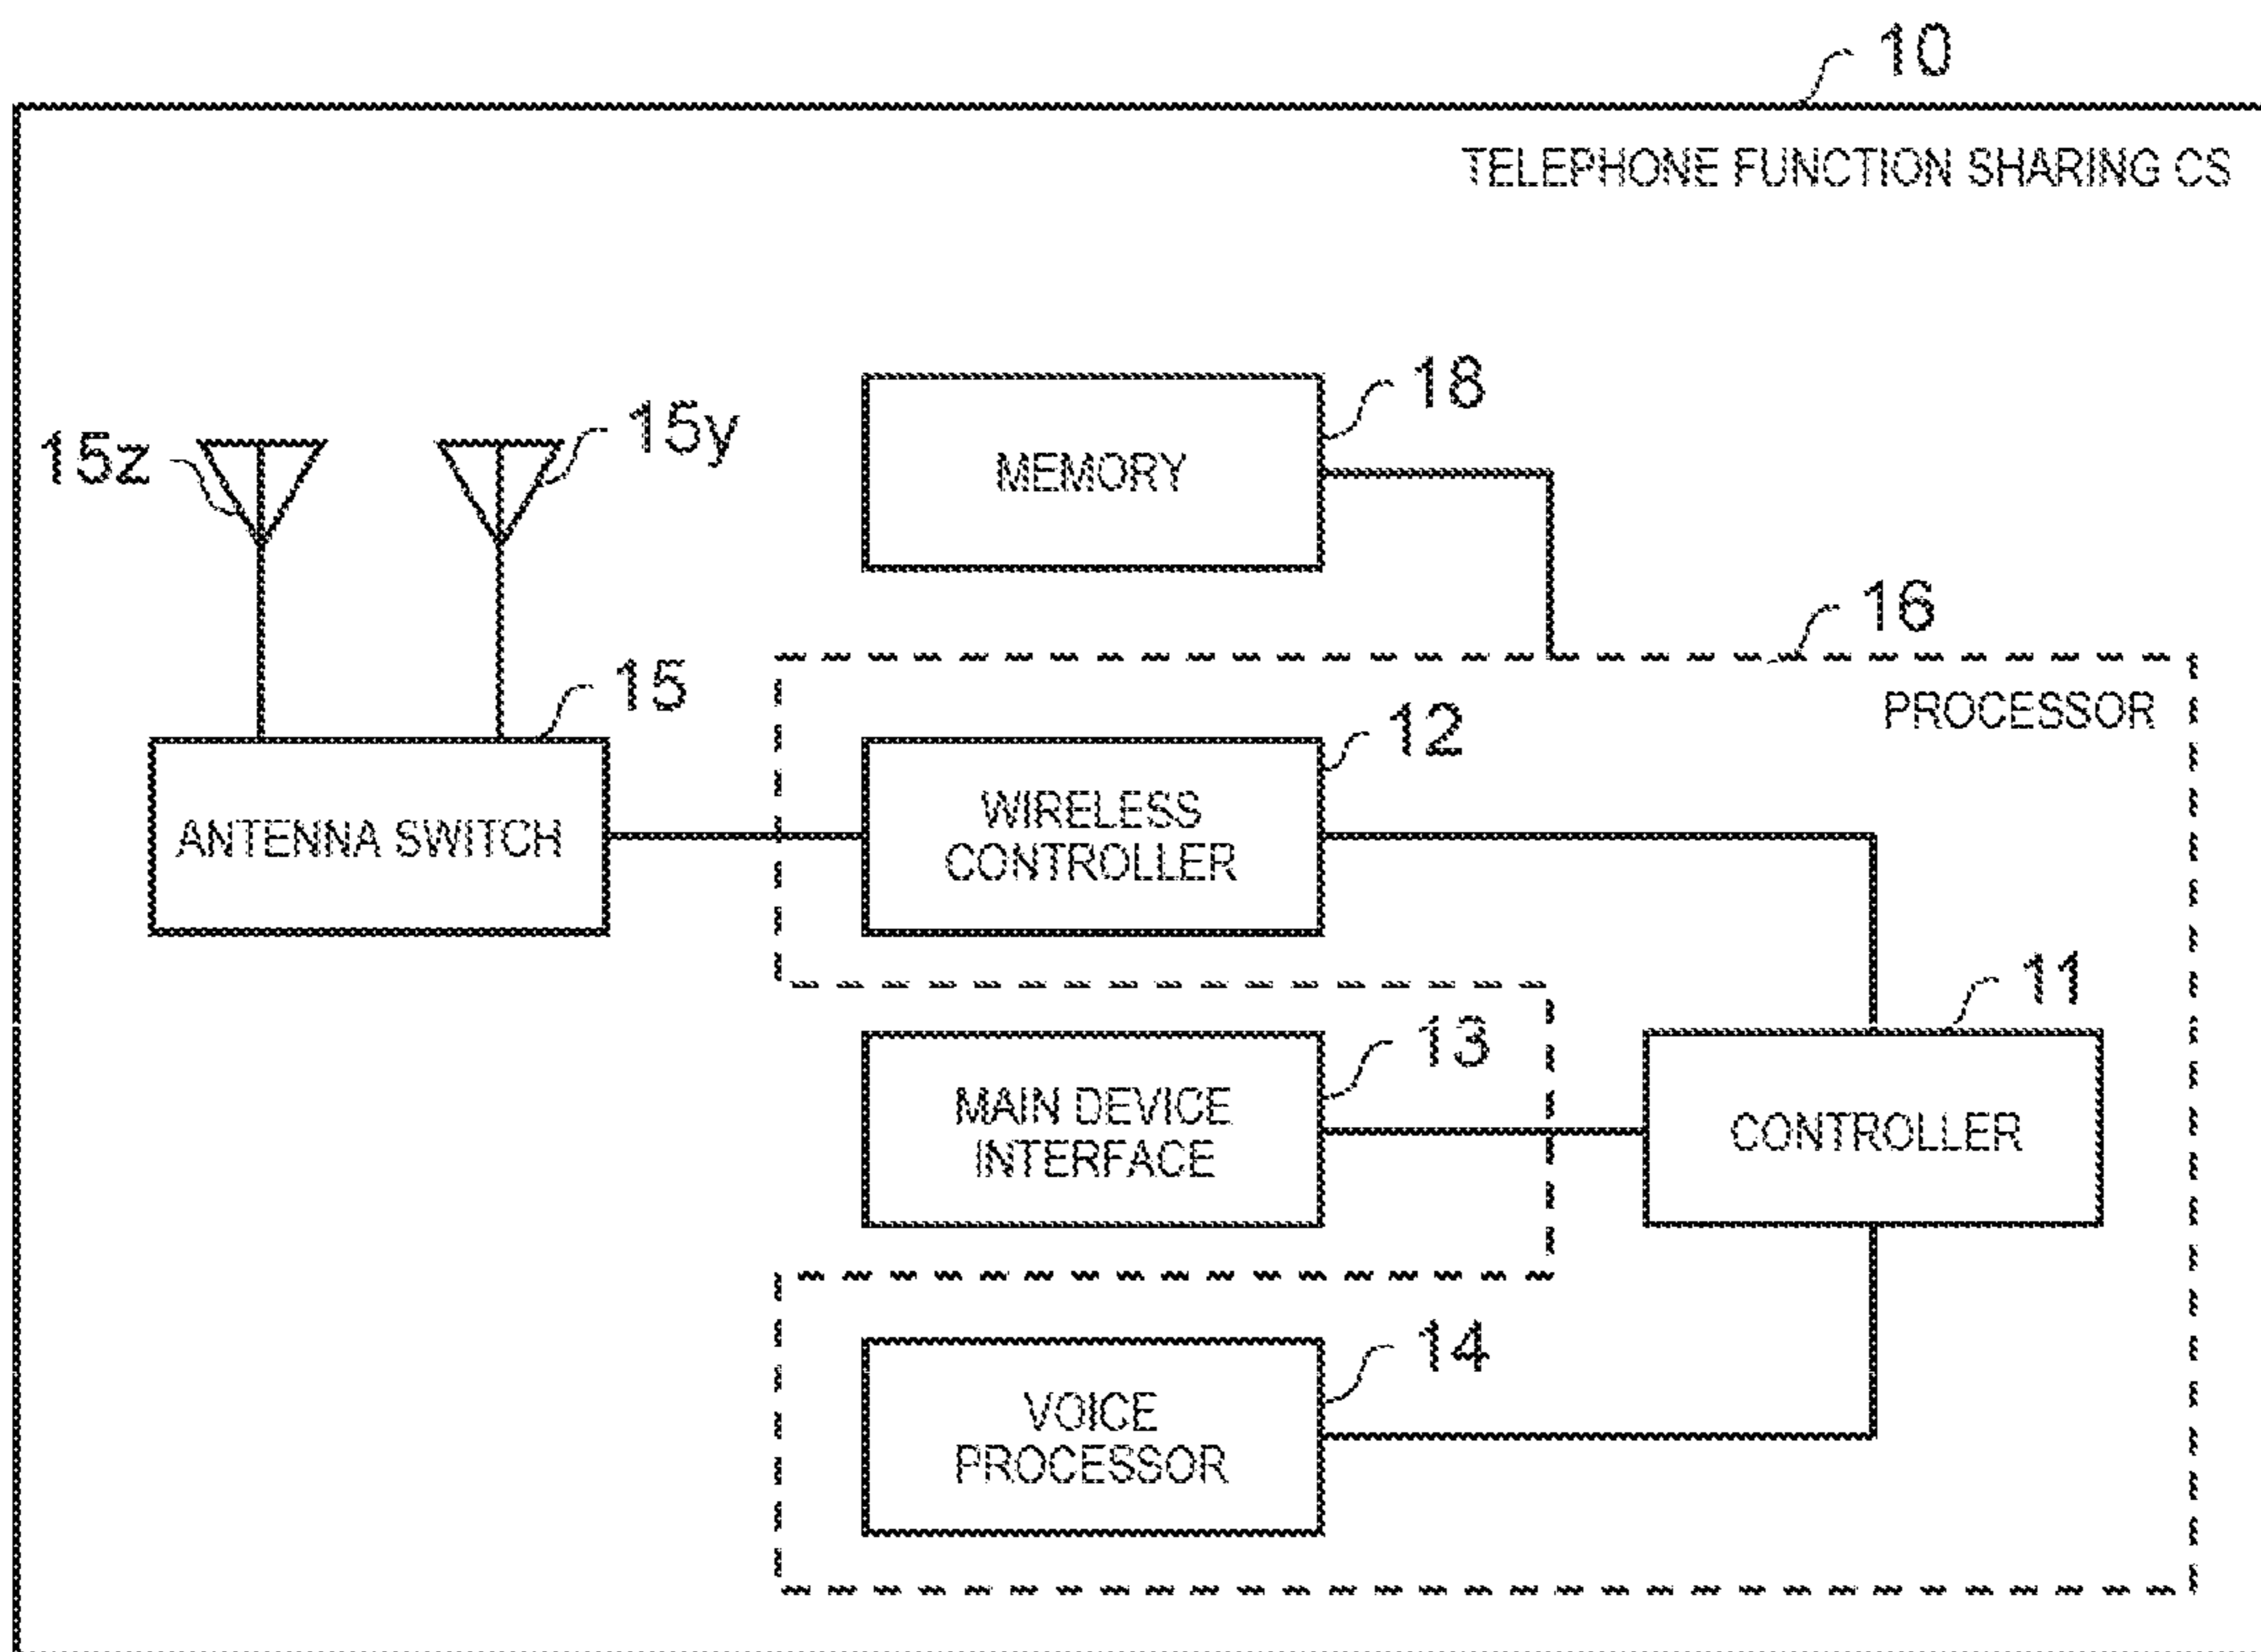 10
TELEPHONE FUNCTION SHARING CS
18
15z
15y
MEMORY
16
15
PROCESSOR
12
ANTENNA SWITCH
WIRELESS
CONTROLLER
11
13
MAIN DEVICE
INTERFACE
CONTROLLER
14
VOICE
PROCESSOR